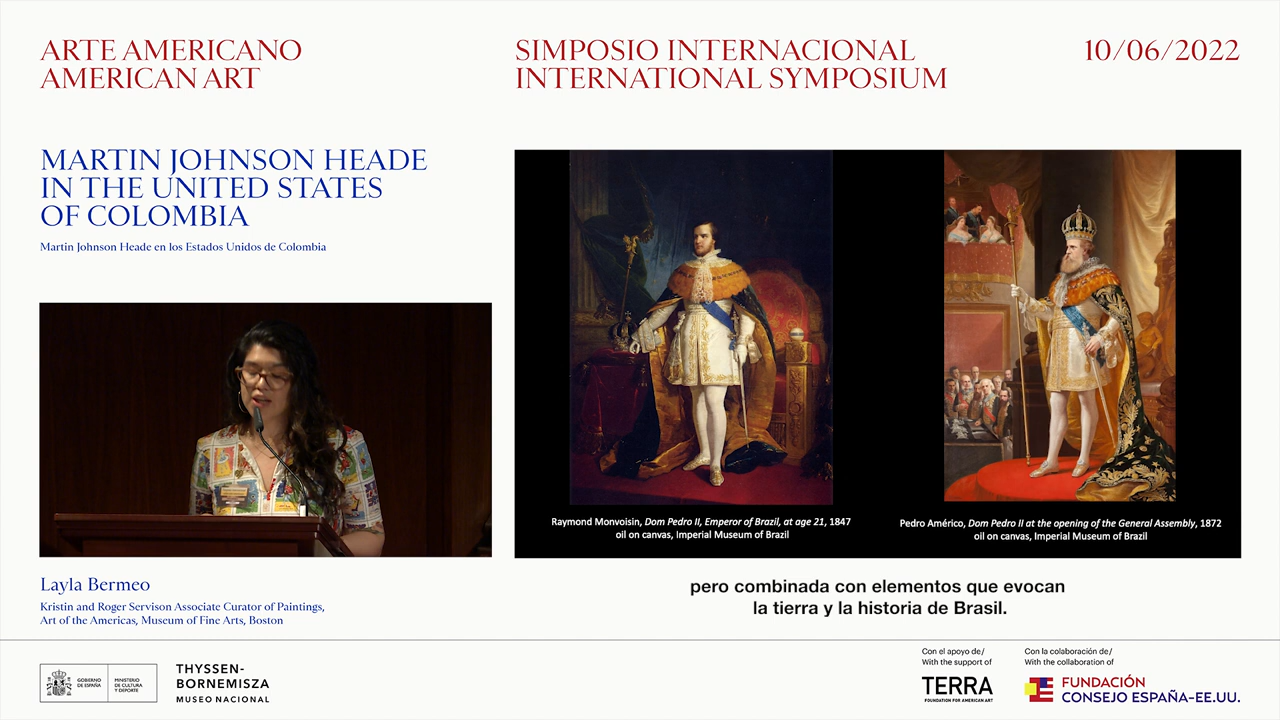 ARTE AMERICANO
AMERICAN ART
SIMPOSIO INTERNACIONAL
INTERNATIONAL SYMPOSIUM
10/06/2022
MARTIN JOHNSON HEADE
IN THE UNITED STATES
OF COLOMBIA
Martin Johnson Heade en los Estados Unidos de Colombia
Raymond Monvoisin, Dom Pedro II, Emperor of Brazil, at age 21, 1847
oil on canvas, Imperial Museum of Brazil
Pedro Américo, Dom Pedro II at the opening of the General Assembly, 1872
oil on canvas, Imperial Museum of Brazil
Layla Bermeo
Kristin and Roger Servison Associate Curator of Paintings,
Art of the Americas, Museum of Fine Arts, Boston
pero combinada con elementos que evocan
la tierra y la historia de Brasil.
GOBIERNO
DE ESPAÑA
MINISTERIO
DE CULTURA
Y DEPORTE
THYSSEN-
BORNEMISZA
MUSEO NACIONAL
Con el apoyo de/
With the support of
TERRA
FOUNDATION FOR AMERICAN ART
Con la colaboración de/
With the collaboration of
FUNDACIÓN
CONSEJO ESPAÑA-EE.UU.